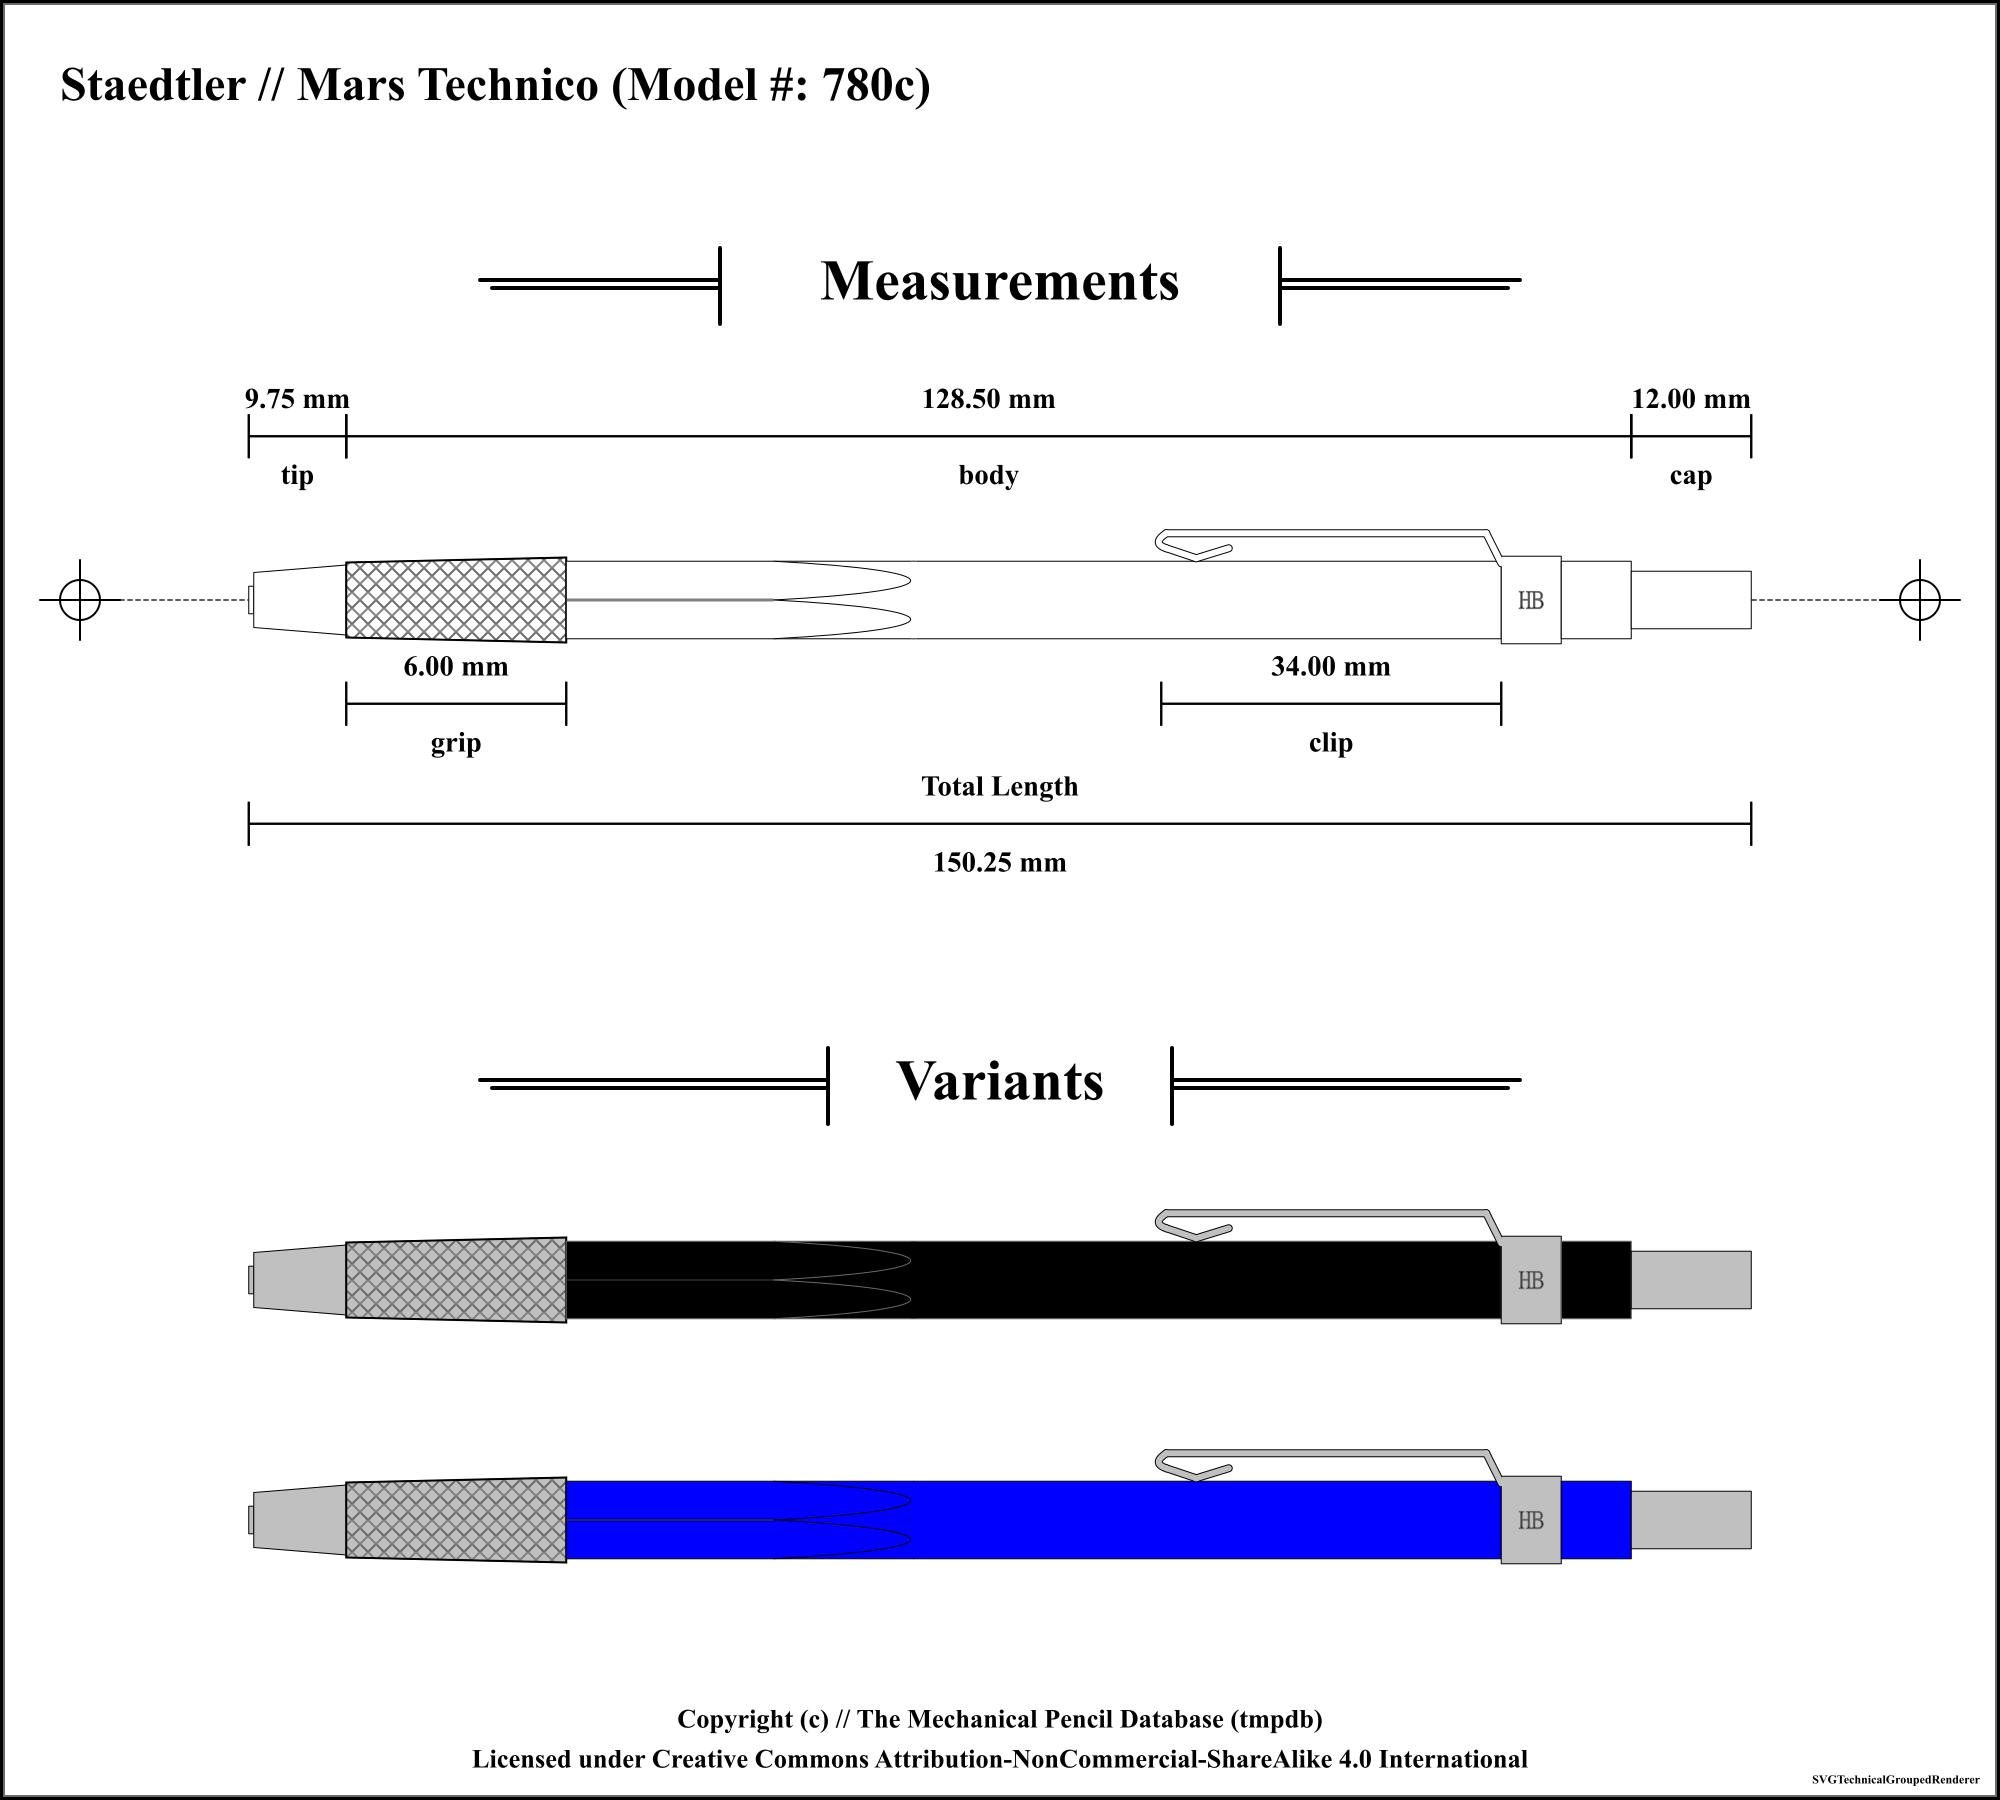 Staedtler // Mars Technico (Model #: 780c)
Measurements
9.75 mm 128.50 mm 12.00 mm
tip body cap
HB
6.00 mm 34.00 mm
grip clip
Total Length
150.25 mm
Variants
HB
HB
Copyright (c) // The Mechanical Pencil Database (tmpdb)
Licensed under Creative Commons Attribution-NonCommercial-ShareAlike 4.0 International
SVGTechnicalGroupedRenderer